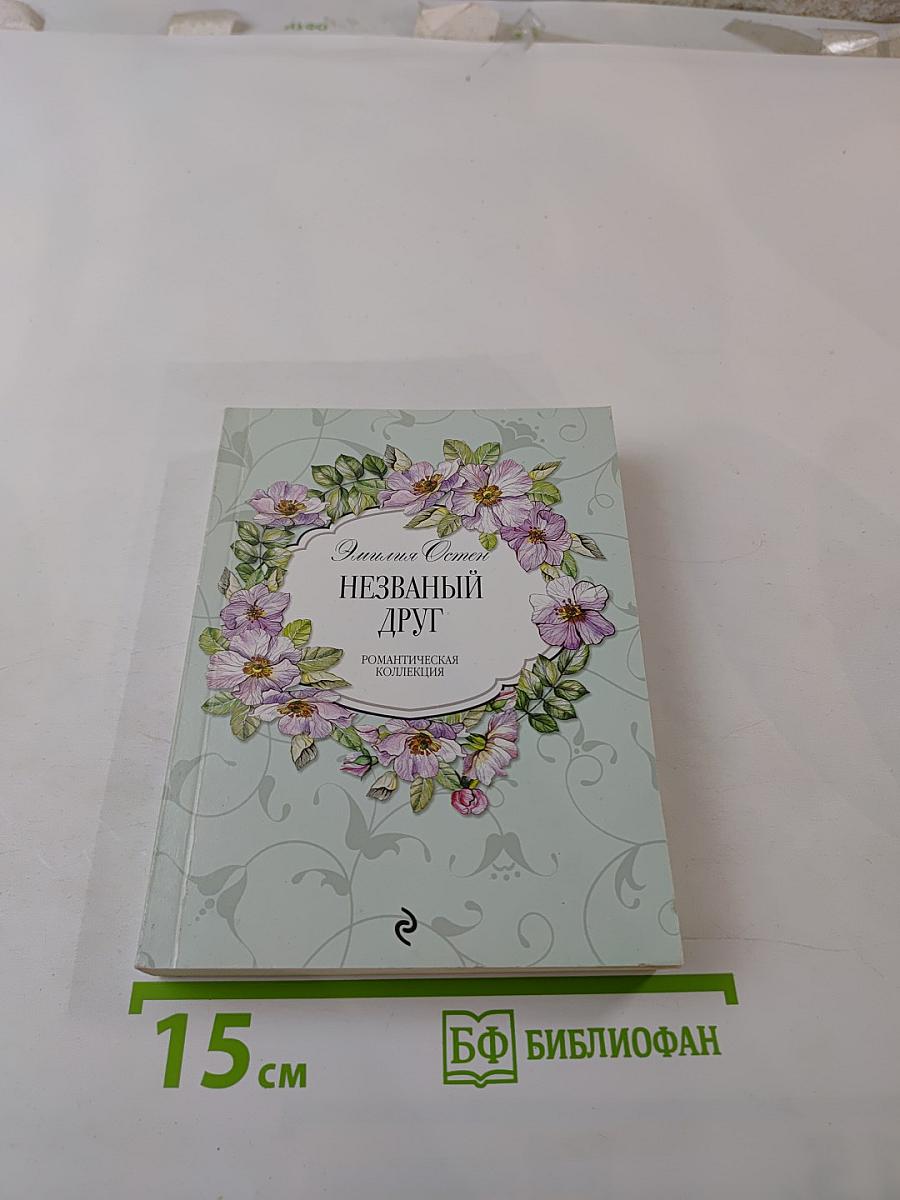 Эмилия Остен
НЕЗВАНЫЙ
ДРУГ
РОМАНТИЧЕСКАЯ
КОЛЛЕКЦИЯ
15 см
БФ БИБЛИОФАН